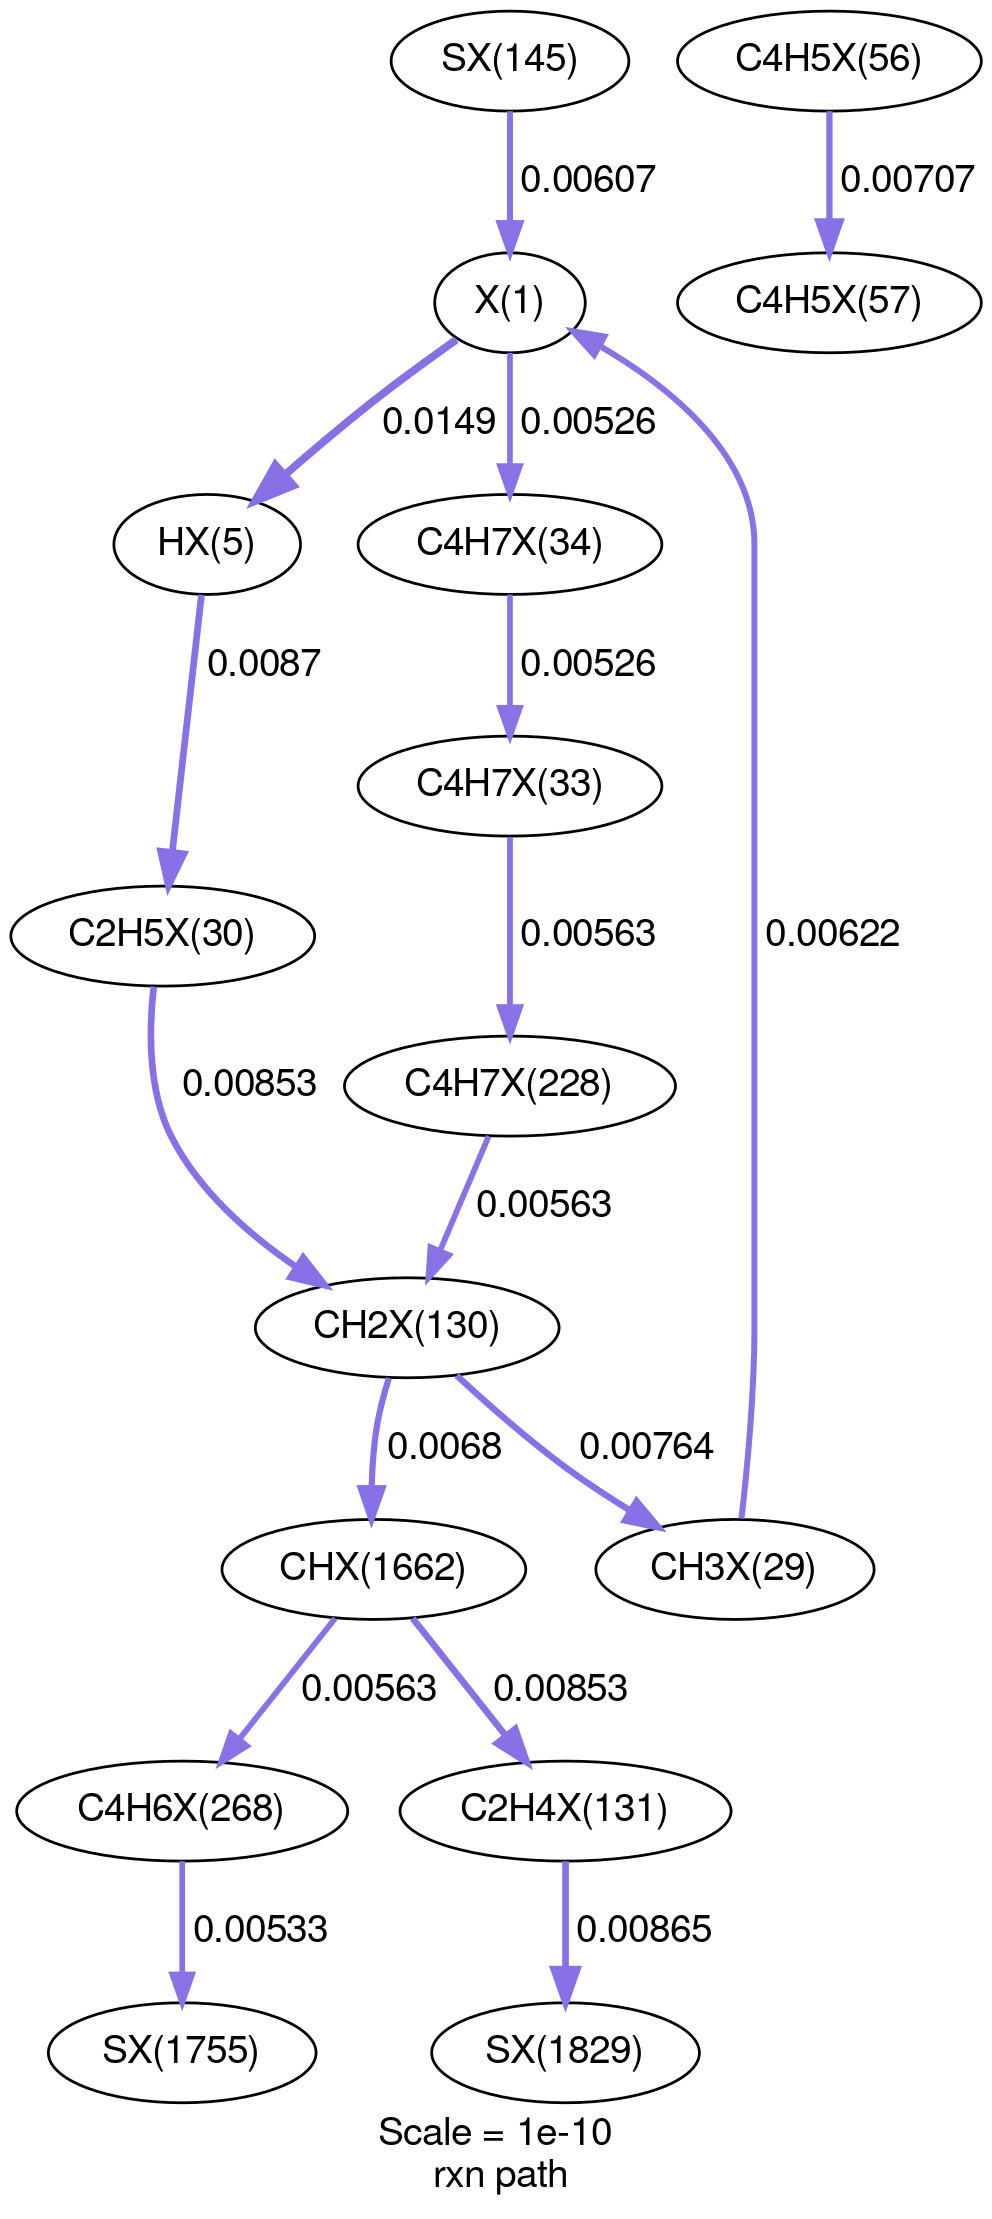 SX(145)
C4H5X(56)
0.00607
0.00707
X(1)
C4H5X(57)
0.0149
0.00526
HX(5)
C4H7X(34)
0.0087
0.00526
C4H7X(33)
C2H5X(30)
0.00563
0.00622
C4H7X(228)
0.00853
0.00563
CH2X(130)
0.0068
0.00764
CHX(1662)
CH3X(29)
0.00563
0.00853
C4H6X(268)
C2H4X(131)
0.00533
0.00865
SX(1755)
SX(1829)
Scale = 1e-10
rxn path